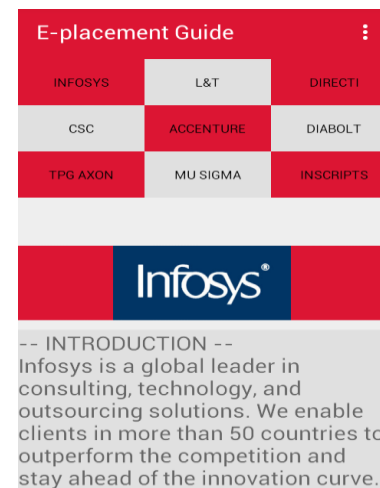 E-placement Guide
INFOSYS L&T DIRECTI
CSC ACCENTURE DIABOLT
TPG AXON MU SIGMA INSCRIPTS
Infosys®
-- INTRODUCTION --
Infosys is a global leader in
consulting, technology, and
outsourcing solutions. We enable
clients in more than 50 countries to
outperform the competition and
stay ahead of the innovation curve.